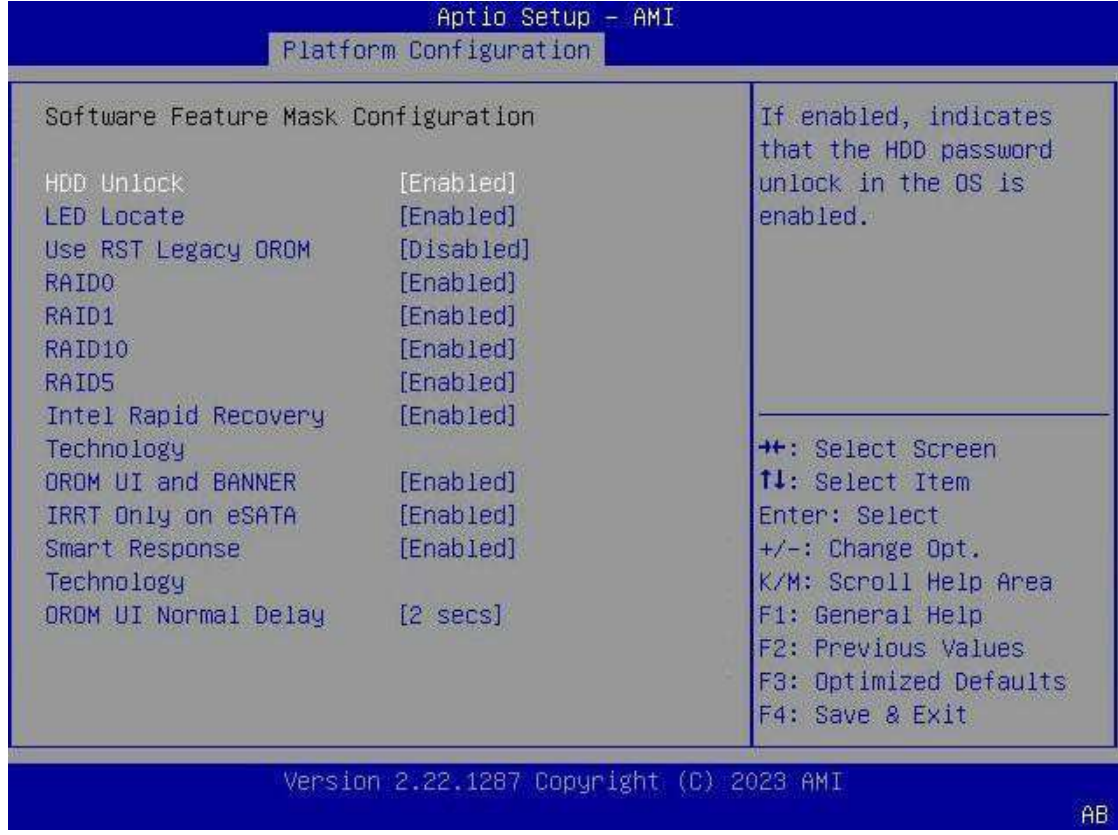 Aptio Setup – AMI
Platform Configuration
Software Feature Mask Configuration
HDD Unlock [Enabled]
LED Locate [Enabled]
Use RST Legacy OROM [Disabled]
RAID0 [Enabled]
RAID1 [Enabled]
RAID10 [Enabled]
RAID5 [Enabled]
Intel Rapid Recovery [Enabled]
Technology
OROM UI and BANNER [Enabled]
IRRT Only on eSATA [Enabled]
Smart Response [Enabled]
Technology
OROM UI Normal Delay [2 secs]
If enabled, indicates
that the HDD password
unlock in the OS is
enabled.
→←: Select Screen
↑↓: Select Item
Enter: Select
+/-: Change Opt.
K/M: Scroll Help Area
F1: General Help
F2: Previous Values
F3: Optimized Defaults
F4: Save & Exit
Version 2.22.1287 Copyright (C) 2023 AMI
AB